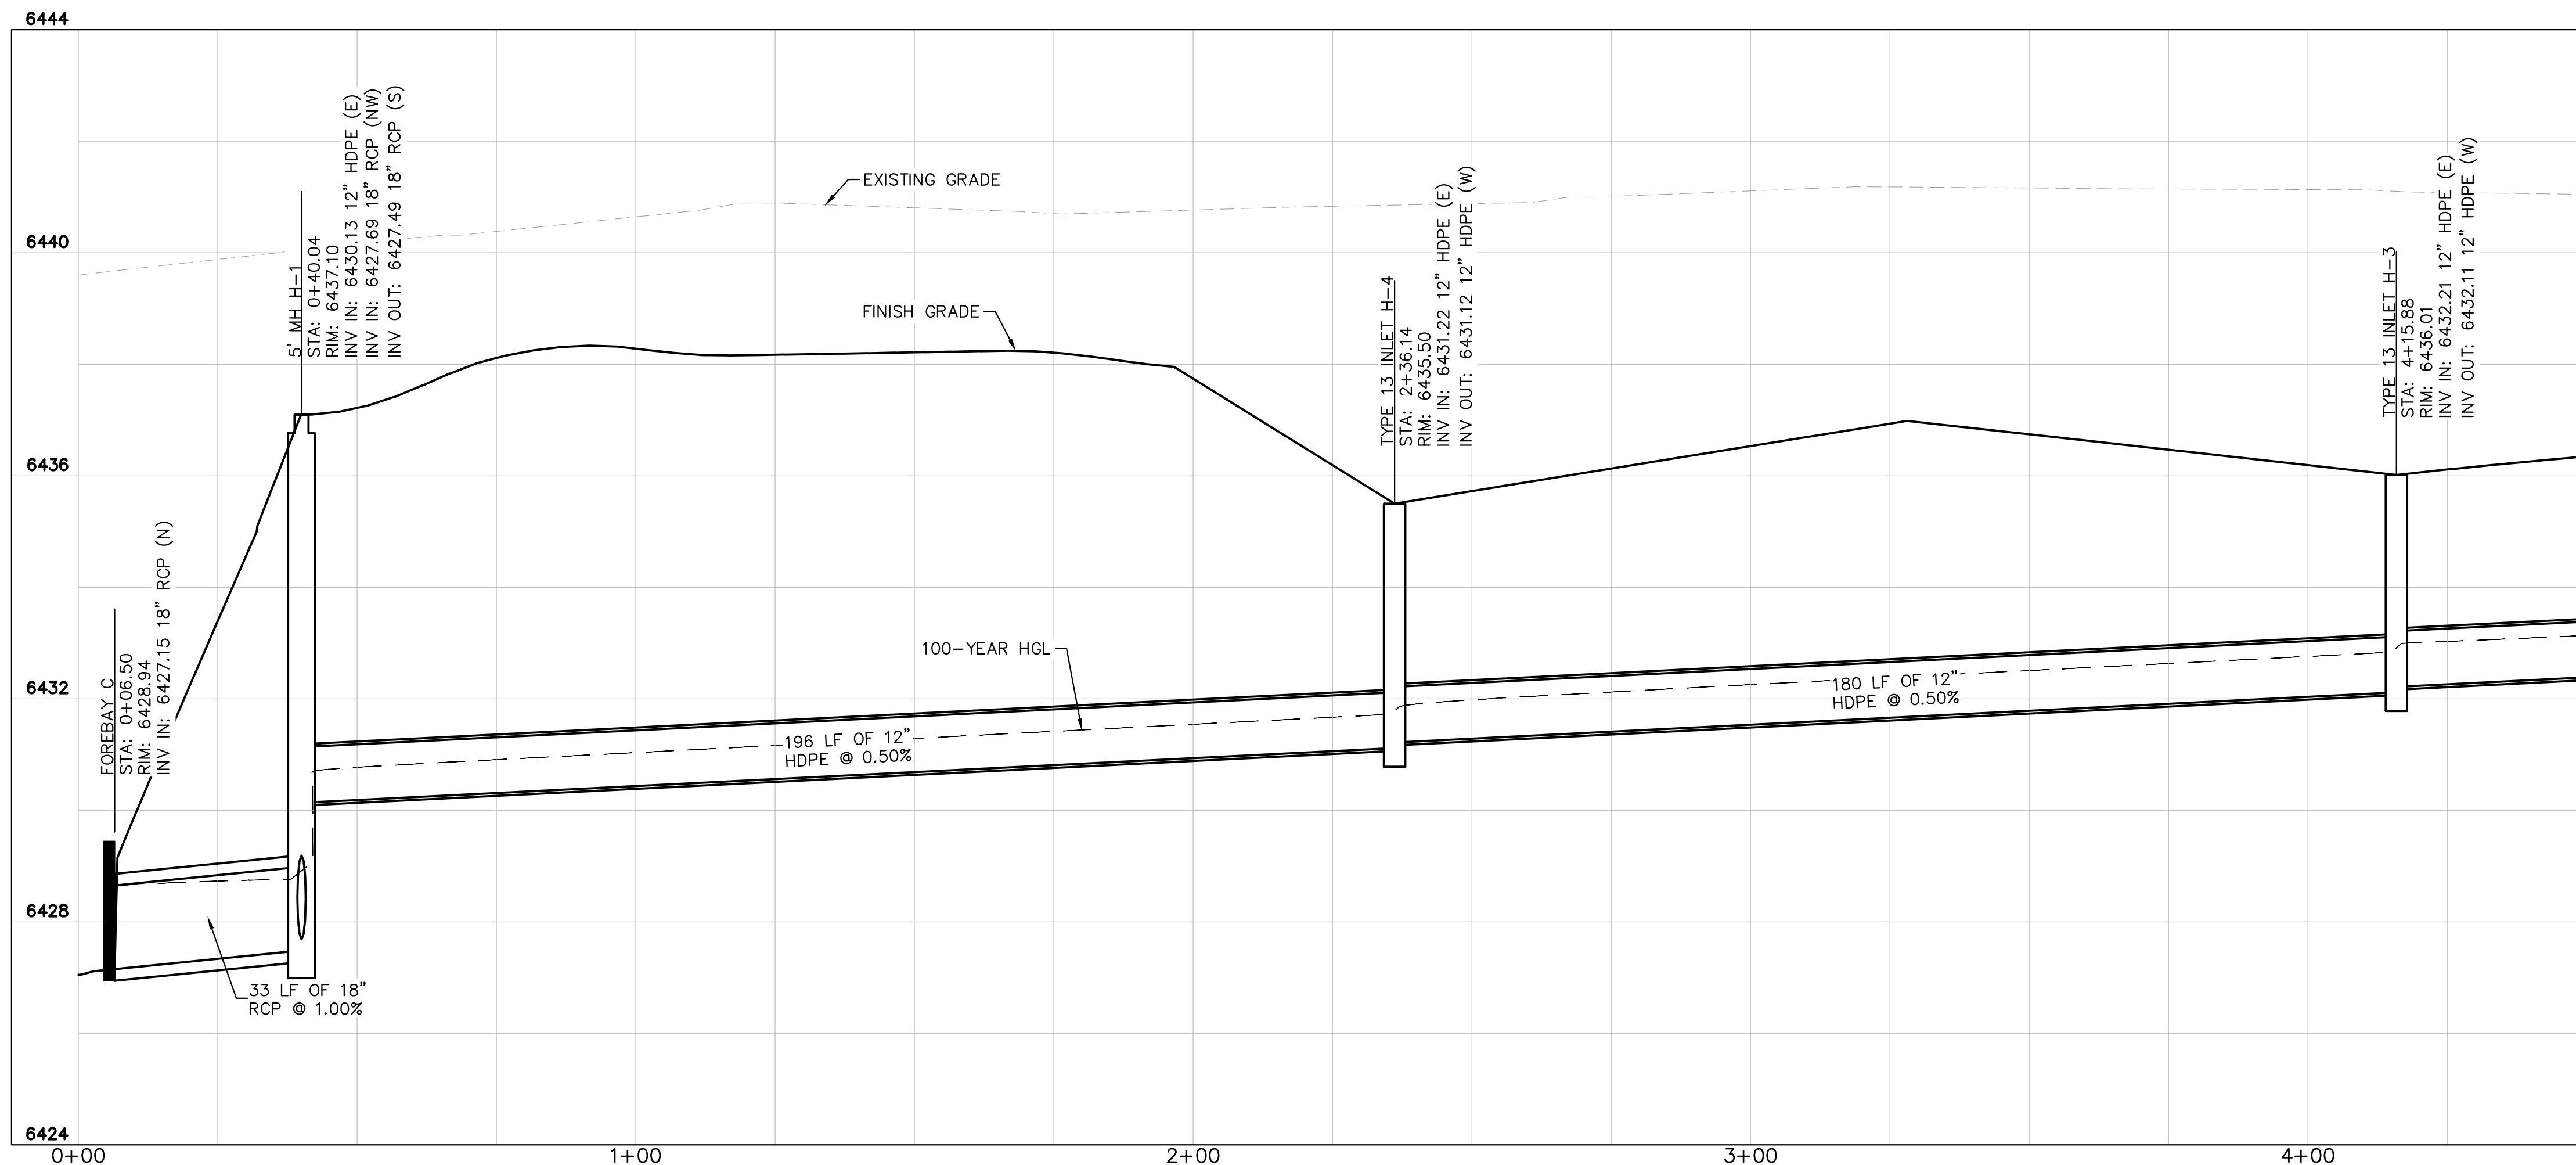 6444
6440
6436
6432
6428
6424
0+00
1+00
2+00
3+00
4+00
FOREBAY C
STA: 0+06.50
RIM: 6428.94
INV IN: 6427.15 18" RCP (N)
5' MH H-1
STA: 0+40.04
RIM: 6437.10
INV IN: 6430.13 12" HDPE (E)
INV IN: 6427.69 18" RCP (NW)
INV OUT: 6427.49 18" RCP (S)
EXISTING GRADE
FINISH GRADE
100-YEAR HGL
TYPE 13 INLET H-4
STA: 2+36.14
RIM: 6435.50
INV IN: 6431.22 12" HDPE (E)
INV OUT: 6431.12 12" HDPE (W)
TYPE 13 INLET H-3
STA: 4+15.88
RIM: 6436.01
INV IN: 6432.21 12" HDPE (E)
INV OUT: 6432.11 12" HDPE (W)
196 LF OF 12"
HDPE @ 0.50%
180 LF OF 12"
HDPE @ 0.50%
33 LF OF 18"
RCP @ 1.00%